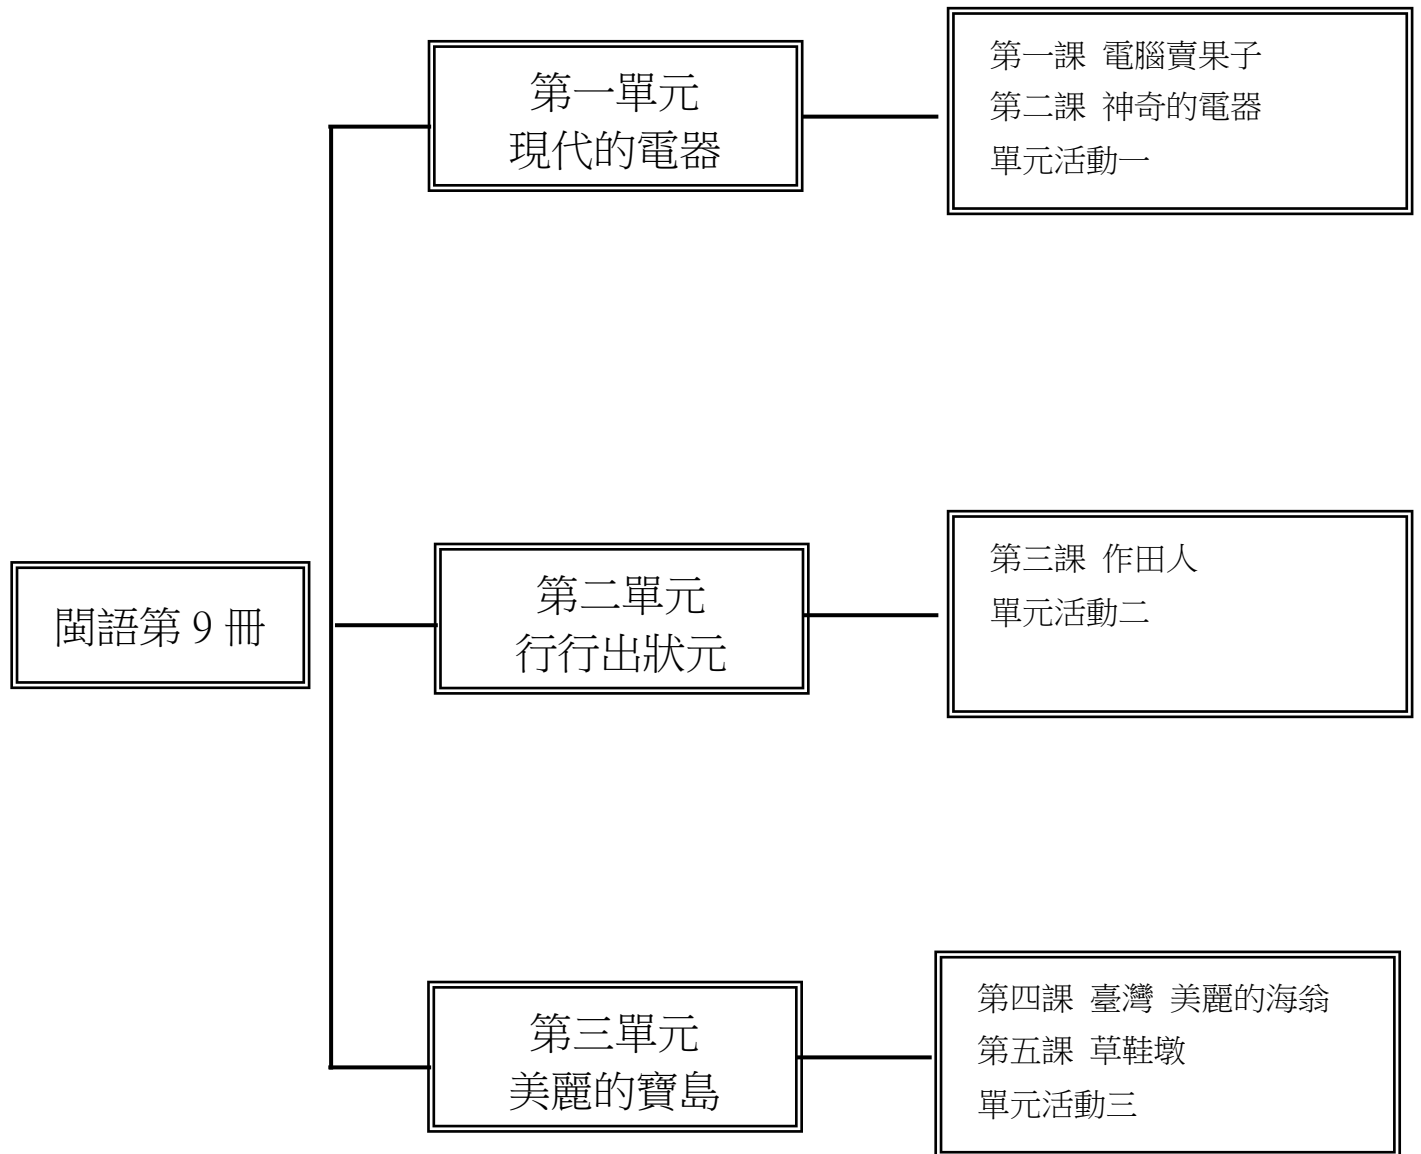 閩語第 9 冊
第一單元
現代的電器
第一課 電腦賣果子
第二課 神奇的電器
單元活動一
第二單元
行行出狀元
第三課 作田人
單元活動二
第三單元
美麗的寶島
第四課 臺灣 美麗的海翁
第五課 草鞋墩
單元活動三